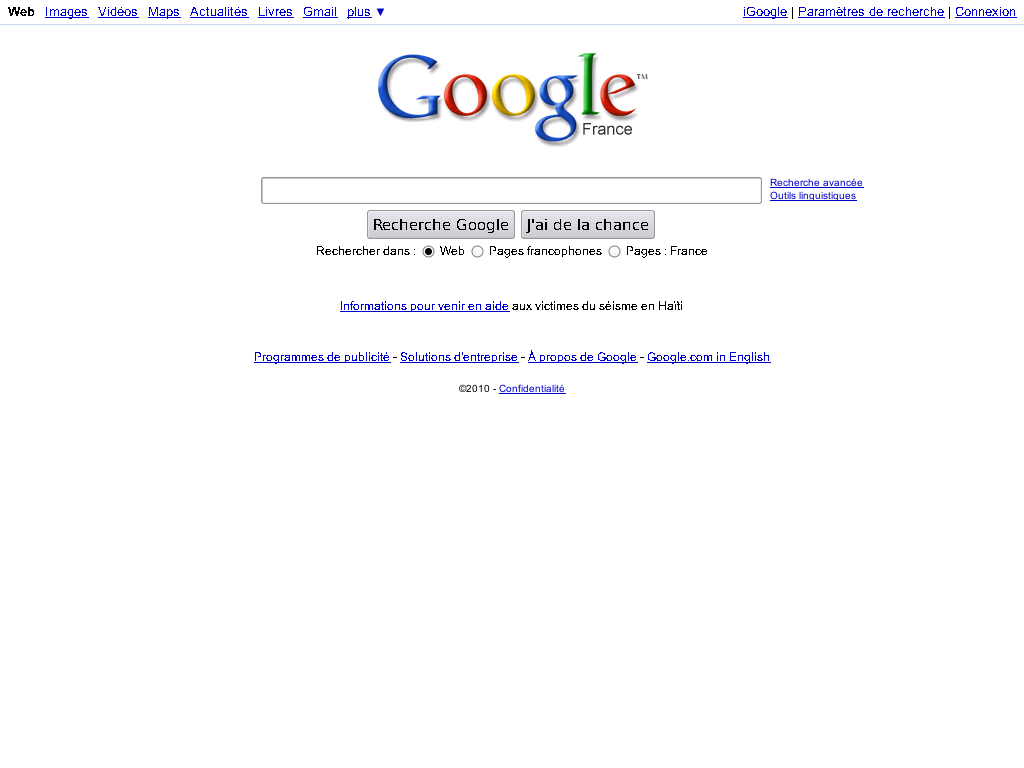 Web Images Vidéos Maps Actualités Livres Gmail plus ▼ iGoogle | Paramètres de recherche | Connexion
Google™
France
Recherche avancée
Outils linguistiques
Recherche Google J'ai de la chance
Rechercher dans : Web Pages francophones Pages : France
Informations pour venir en aide aux victimes du séisme en Haïti
Programmes de publicité - Solutions d'entreprise - À propos de Google - Google.com in English
©2010 - Confidentialité